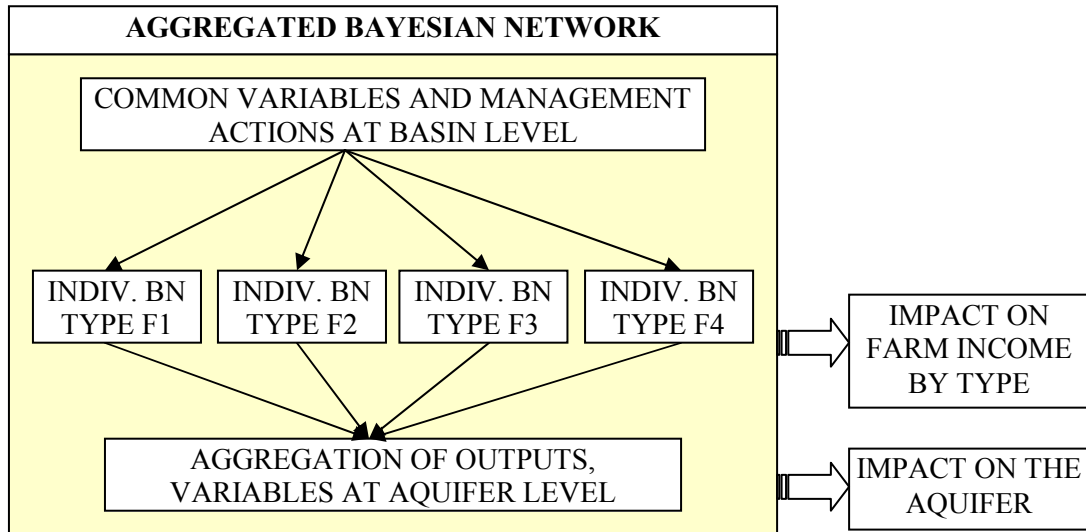 AGGREGATED BAYESIAN NETWORK
COMMON VARIABLES AND MANAGEMENT
ACTIONS AT BASIN LEVEL
INDIV. BN
TYPE F1
INDIV. BN
TYPE F2
INDIV. BN
TYPE F3
INDIV. BN
TYPE F4
IMPACT ON
FARM INCOME
BY TYPE
AGGREGATION OF OUTPUTS,
VARIABLES AT AQUIFER LEVEL
IMPACT ON THE
AQUIFER